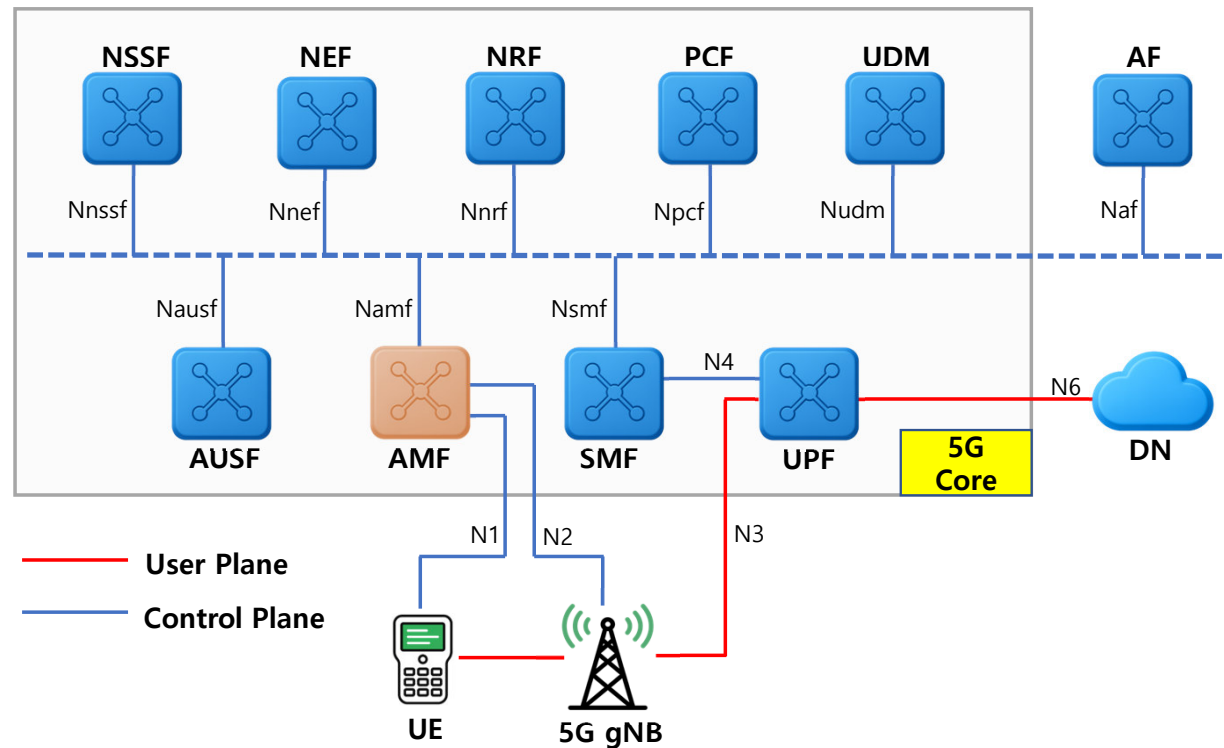 NSSF
NEF
NRF
PCF
UDM
AF
Nnssf
Nnef
Nnrf
Npcf
Nudm
Naf
Nausf
Namf
Nsmf
N4
N6
AUSF
AMF
SMF
UPF
5G
Core
DN
N1
N2
N3
User Plane
Control Plane
UE
5G gNB